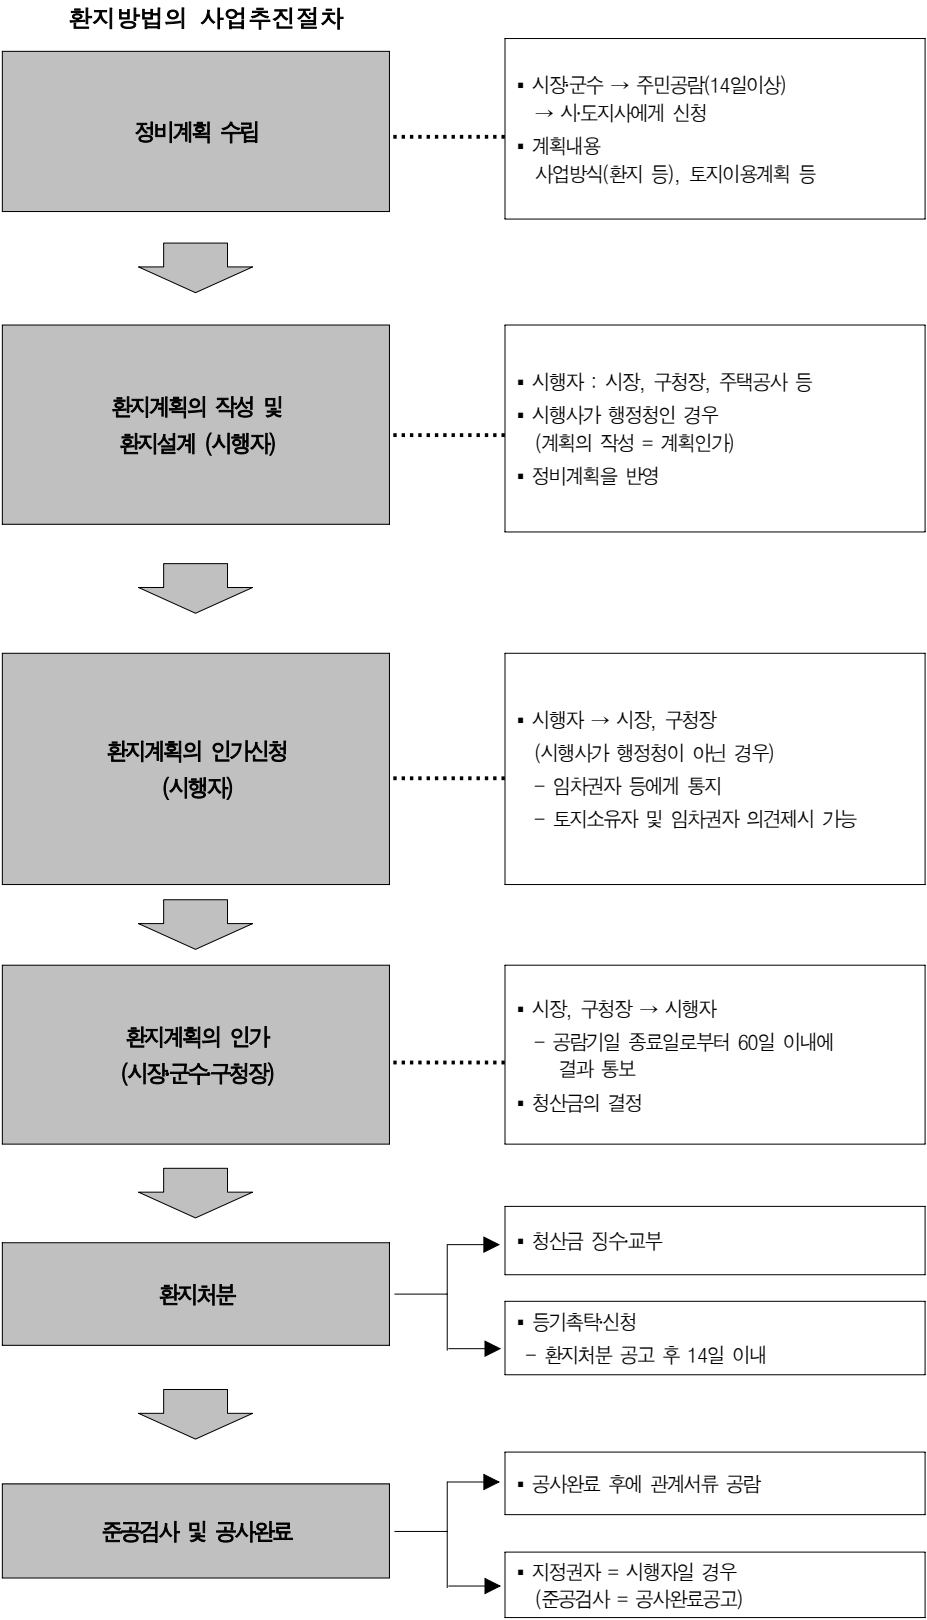 환지방법의 사업추진절차
정비계획 수립
▪ 시장·군수 → 주민공람(14일이상)
→ 시·도지사에게 신청
▪ 계획내용
사업방식(환지 등), 토지이용계획 등
환지계획의 작성 및
환지설계 (시행자)
▪ 시행자 : 시장, 구청장, 주택공사 등
▪ 시행사가 행정청인 경우
(계획의 작성 = 계획인가)
▪ 정비계획을 반영
환지계획의 인가신청
(시행자)
▪ 시행자 → 시장, 구청장
(시행사가 행정청이 아닌 경우)
- 임차권자 등에게 통지
- 토지소유자 및 임차권자 의견제시 가능
환지계획의 인가
(시장·군수·구청장)
▪ 시장, 구청장 → 시행자
- 공람기일 종료일로부터 60일 이내에
결과 통보
▪ 청산금의 결정
환지처분
▪ 청산금 징수·교부
▪ 등기촉탁·신청
- 환지처분 공고 후 14일 이내
준공검사 및 공사완료
▪ 공사완료 후에 관계서류 공람
▪ 지정권자 = 시행자일 경우
(준공검사 = 공사완료공고)